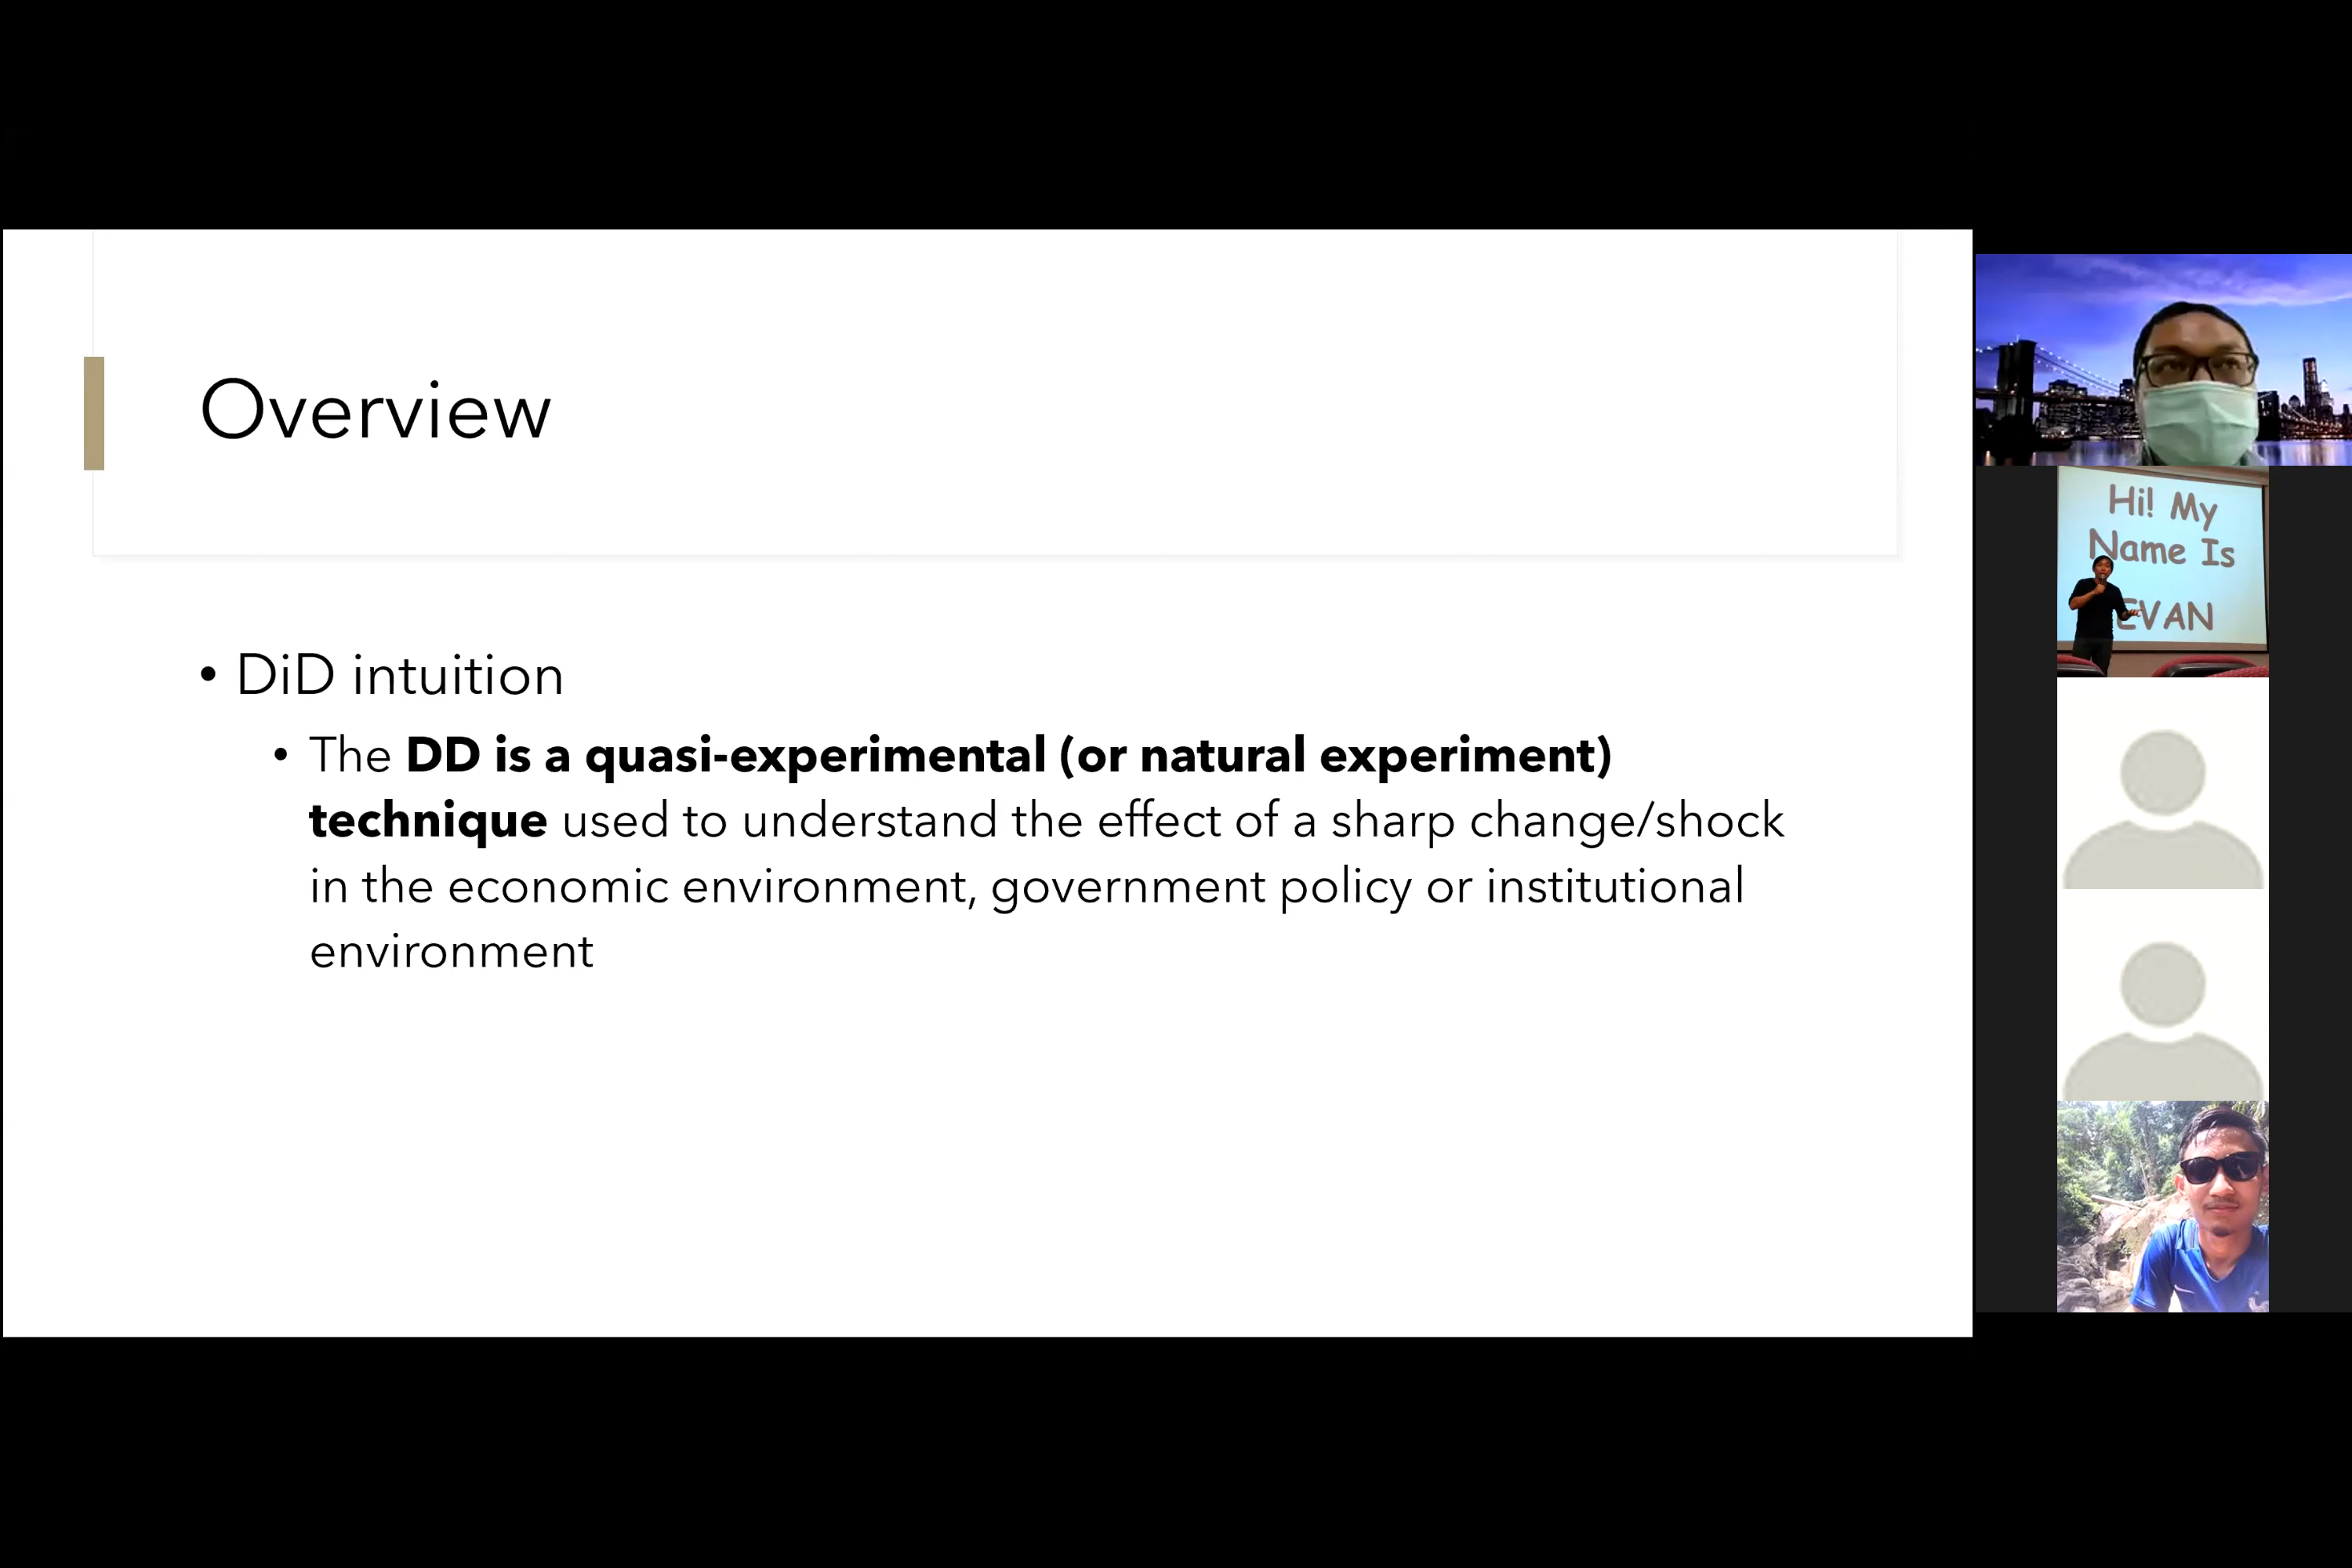 Overview
• DiD intuition
• The DD is a quasi-experimental (or natural experiment)
technique used to understand the effect of a sharp change/shock
in the economic environment, government policy or institutional
environment
Hi! My
Name Is
EVAN